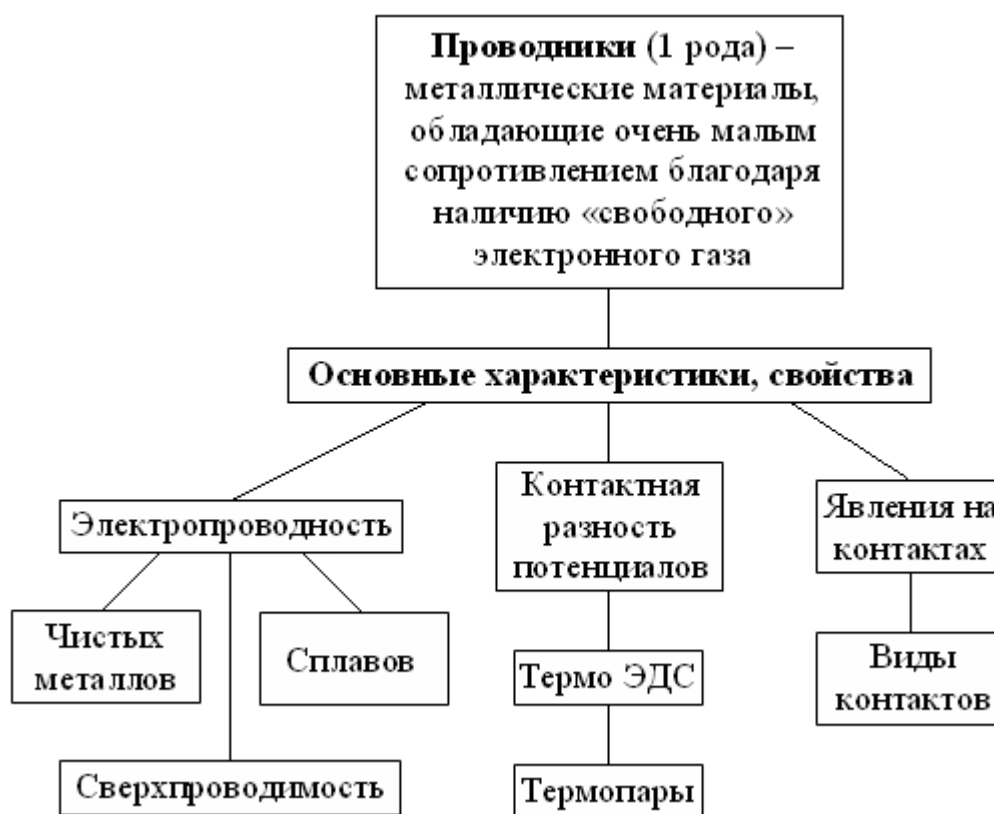 Проводники (1 рода) –
металлические материалы,
обладающие очень малым
сопротивлением благодаря
наличию «свободного»
электронного газа
Основные характеристики, свойства
Электропроводность
Чистых
металлов
Сплавов
Сверхпроводимость
Контактная
разность
потенциалов
Термо ЭДС
Термопары
Явления на
контактах
Виды
контактов